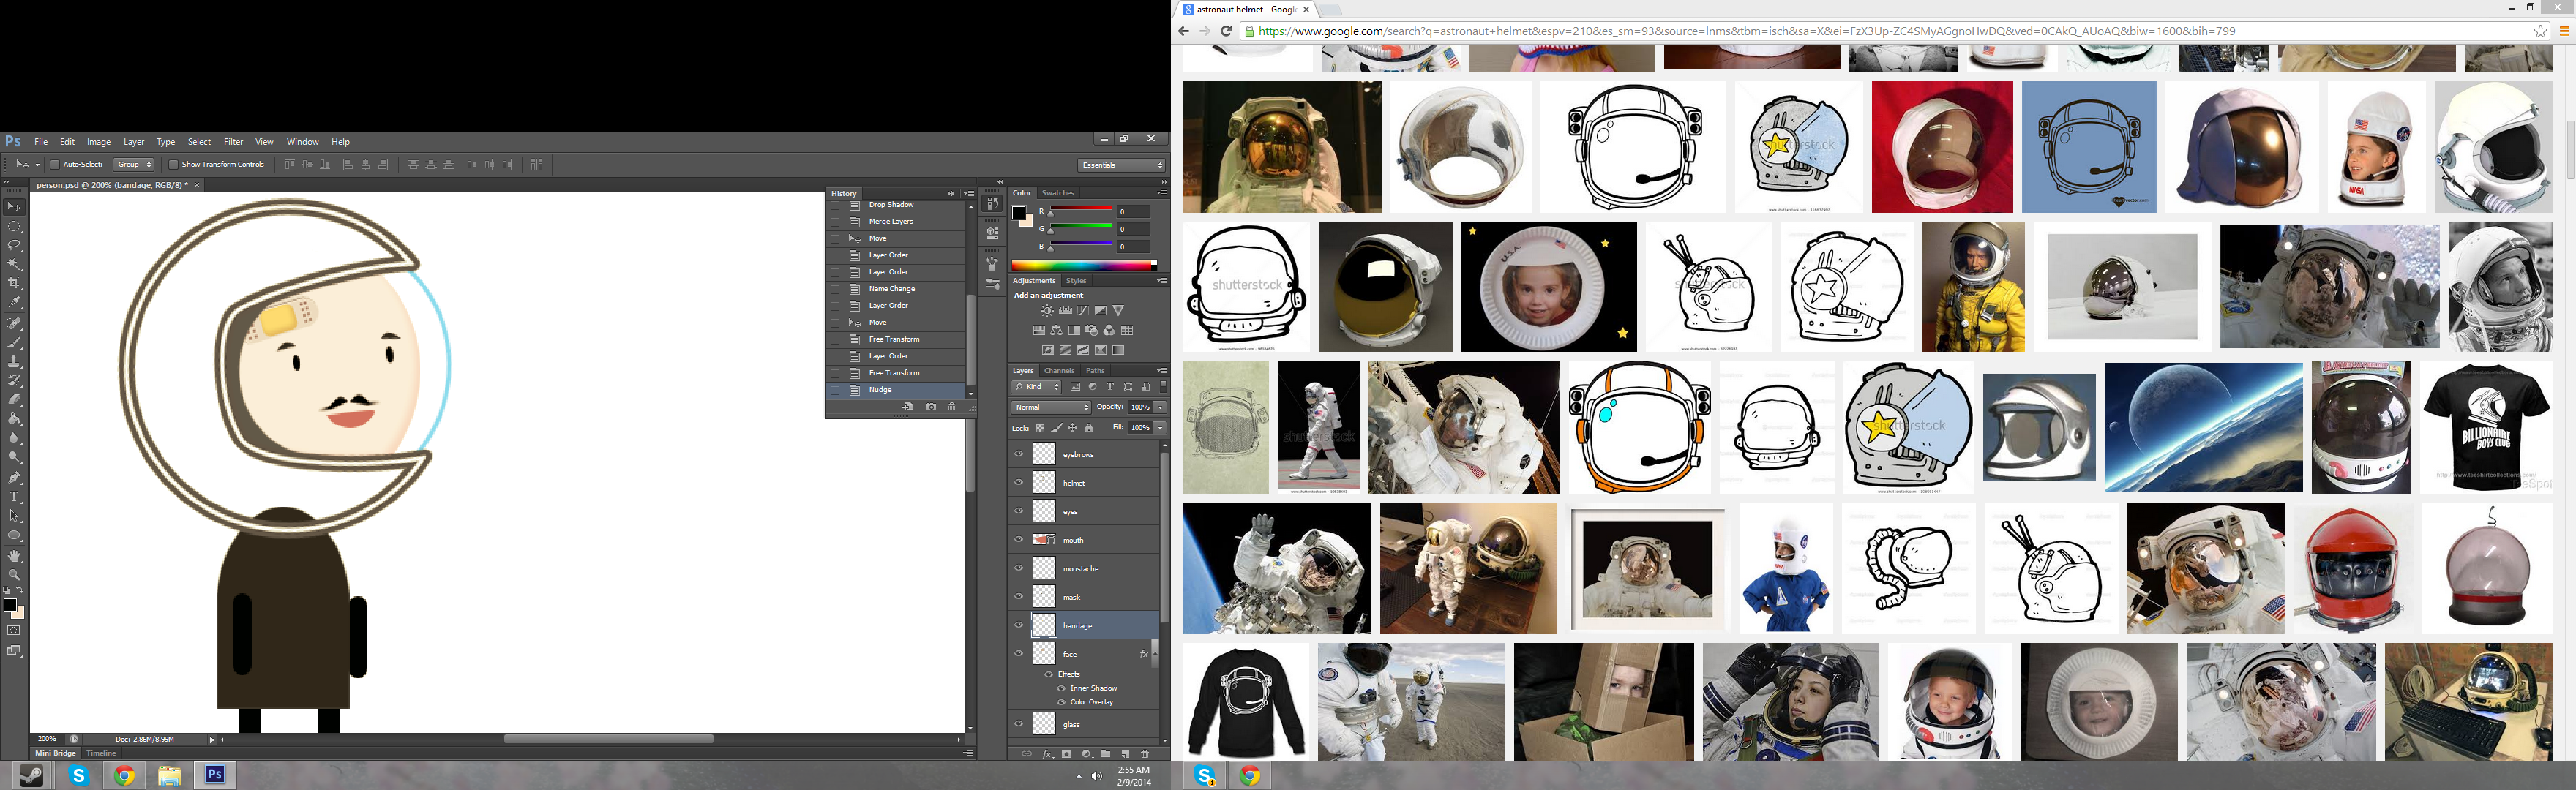 Ps File Edit Image Layer Type Select Filter View Window Help
Auto-Select: Group Show Transform Controls Essentials
person.psd @ 200% (bandage, RGB/8) * ×
History
Drop Shadow
Merge Layers
Move
Layer Order
Layer Order
Name Change
Layer Order
Move
Free Transform
Layer Order
Free Transform
Nudge
Color Swatches
R 0
G 0
B 0
Adjustments Styles
Add an adjustment
Layers Channels Paths
Kind
Normal Opacity: 100%
Lock: Fill: 100%
eyebrows
helmet
eyes
mouth
moustache
mask
bandage
face fx
Effects
Inner Shadow
Color Overlay
glass
200% Doc: 2.86M/8.99M
Mini Bridge Timeline
Ps
2:55 AM
2/9/2014
astronaut helmet - Google
https://www.google.com/search?q=astronaut+helmet&espv=210&es_sm=93&source=lnms&tbm=isch&sa=X&ei=FzX3Up-ZC4SMyAGgnoHwDQ&ved=0CAkQ_AUoAQ&biw=1600&bih=799
shutterstock
NASA
shutterstock
shutterstock
shutterstock
shutterstock
BILLIONAIRE
BOYS CLUB